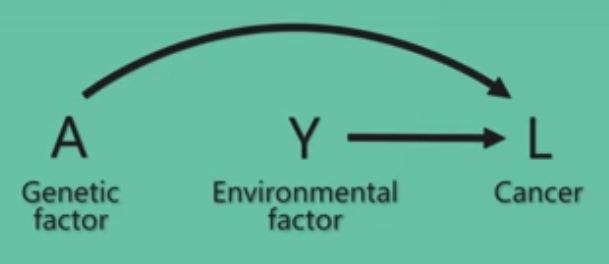 A Y L
Genetic Environmental Cancer
factor factor